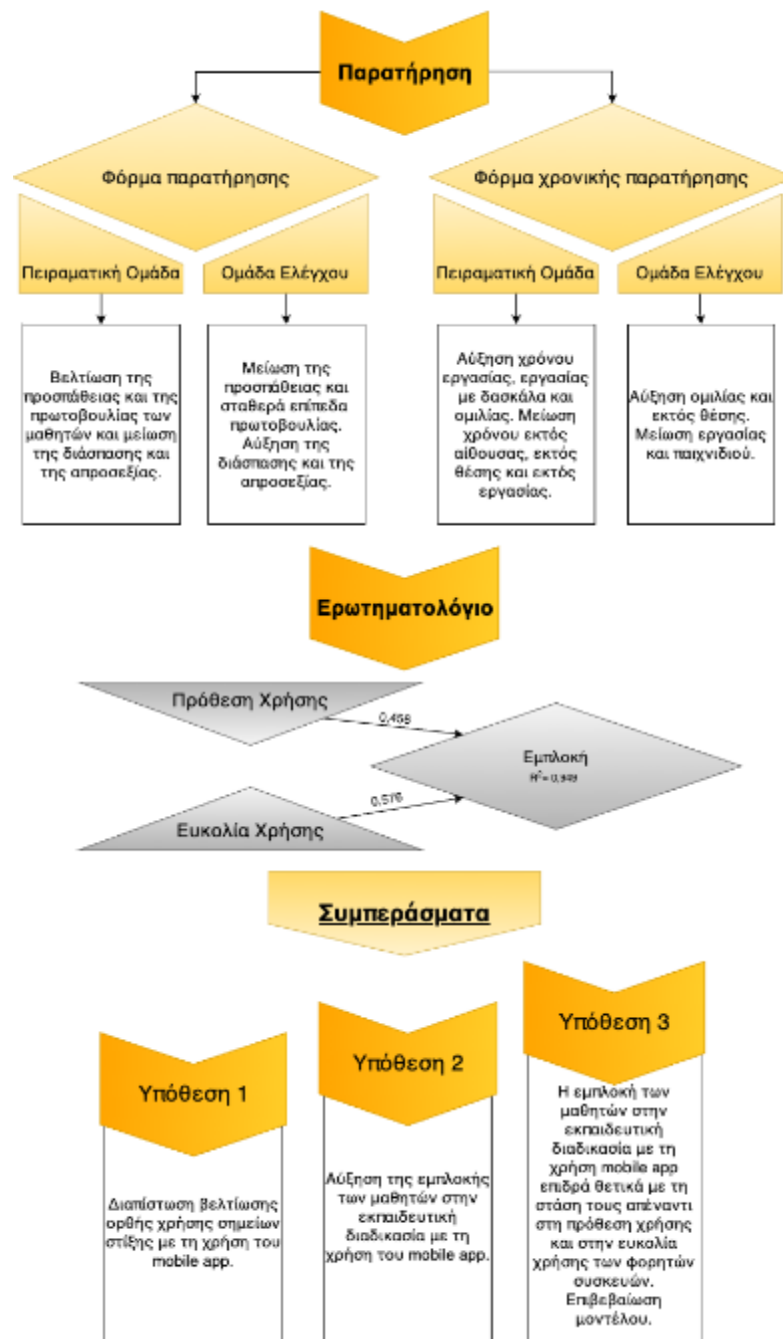 Παρατήρηση
Φόρμα παρατήρησης
Φόρμα χρονικής παρατήρησης
Πειραματική Ομάδα
Ομάδα Ελέγχου
Πειραματική Ομάδα
Ομάδα Ελέγχου
Βελτίωση της
προσπάθειας και της
πρωτοβουλίας των
μαθητών και μείωση
της διάσπασης και
της απροσεξίας.
Μείωση της
προσπάθειας και
σταθερά επίπεδα
πρωτοβουλίας.
Αύξηση της
διάσπασης και της
απροσεξίας.
Αύξηση χρόνου
εργασίας, εργασίας
με δασκάλα και
ομιλίας. Μείωση
χρόνου εκτός
αίθουσας, εκτός
θέσης και εκτός
εργασίας.
Αύξηση ομιλίας και
εκτός θέσης.
Μείωση εργασίας
και παιχνιδιού.
Ερωτηματολόγιο
Πρόθεση Χρήσης
0,458
Εμπλοκή
R²= 0,949
0,576
Ευκολία Χρήσης
Συμπεράσματα
Υπόθεση 1
Διαπίστωση βελτίωσης
ορθής χρήσης σημείων
στίξης με τη χρήση του
mobile app.
Υπόθεση 2
Αύξηση της εμπλοκής
των μαθητών στην
εκπαιδευτική
διαδικασία με τη
χρήση του mobile app.
Υπόθεση 3
Η εμπλοκή των
μαθητών στην
εκπαιδευτική
διαδικασία με τη
χρήση mobile app
επιδρά θετικά με τη
στάση τους απέναντι
στη πρόθεση χρήσης
και στην ευκολία
χρήσης των φορητών
συσκευών.
Επιβεβαίωση
μοντέλου.